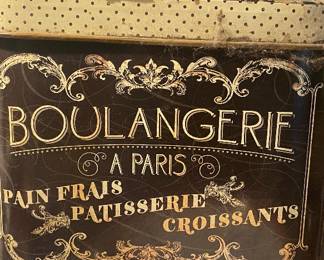 BOULANGERIE
A PARIS
PAIN FRAIS
PATISSERIE
CROISSANTS